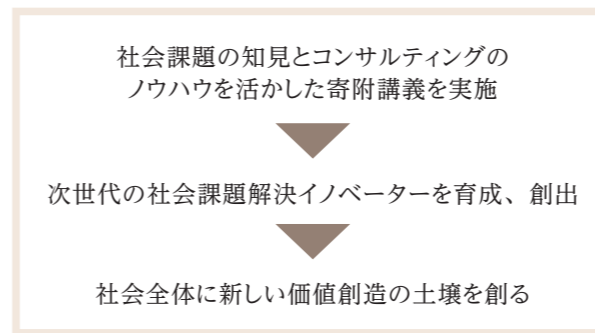 社会課題の知見とコンサルティングの
ノウハウを活かした寄附講義を実施
次世代の社会課題解決イノベーターを育成、創出
社会全体に新しい価値創造の土壌を創る